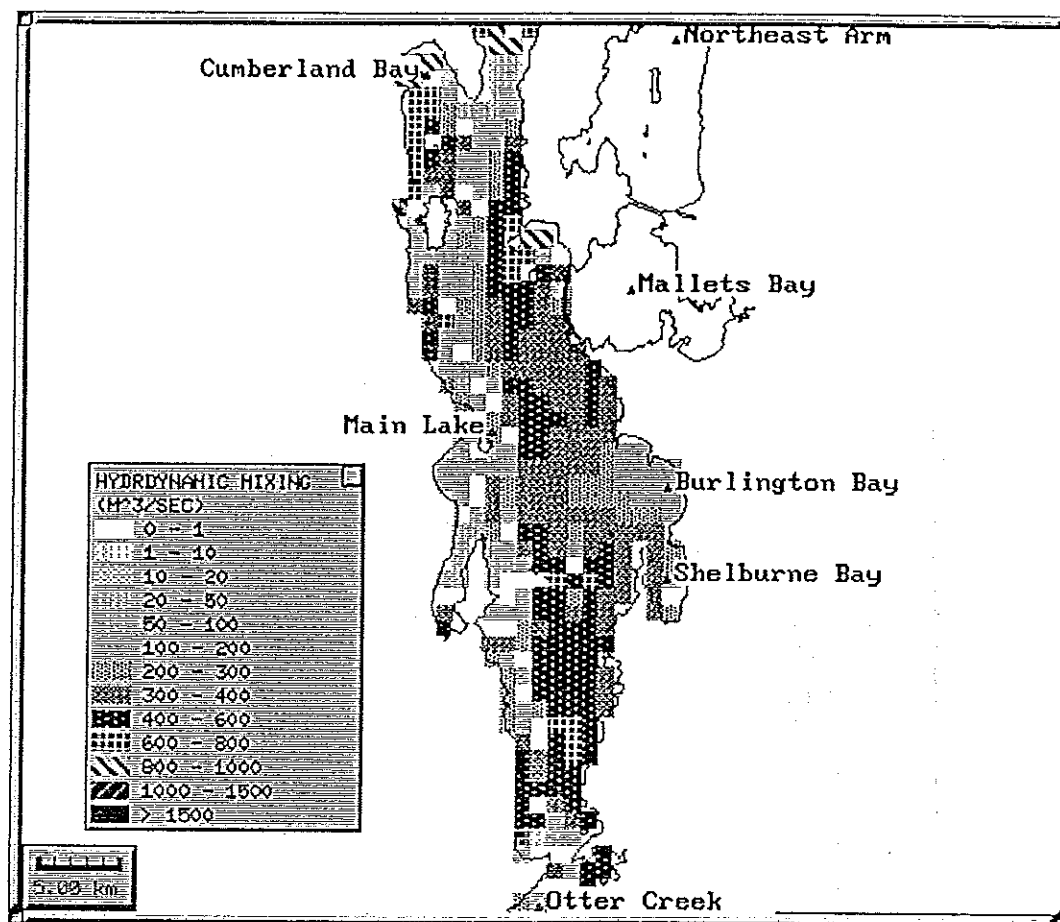 Northeast Arm
Cumberland Bay
Mallets Bay
Main Lake
HYDRDYNAMIC MIXING
(M^3/SEC)
0 - 1
1 - 10
10 - 20
20 - 50
50 - 100
100 - 200
200 - 300
300 - 400
400 - 600
600 - 800
800 - 1000
1000 - 1500
> 1500
Burlington Bay
Shelburne Bay
5.00 km
Otter Creek